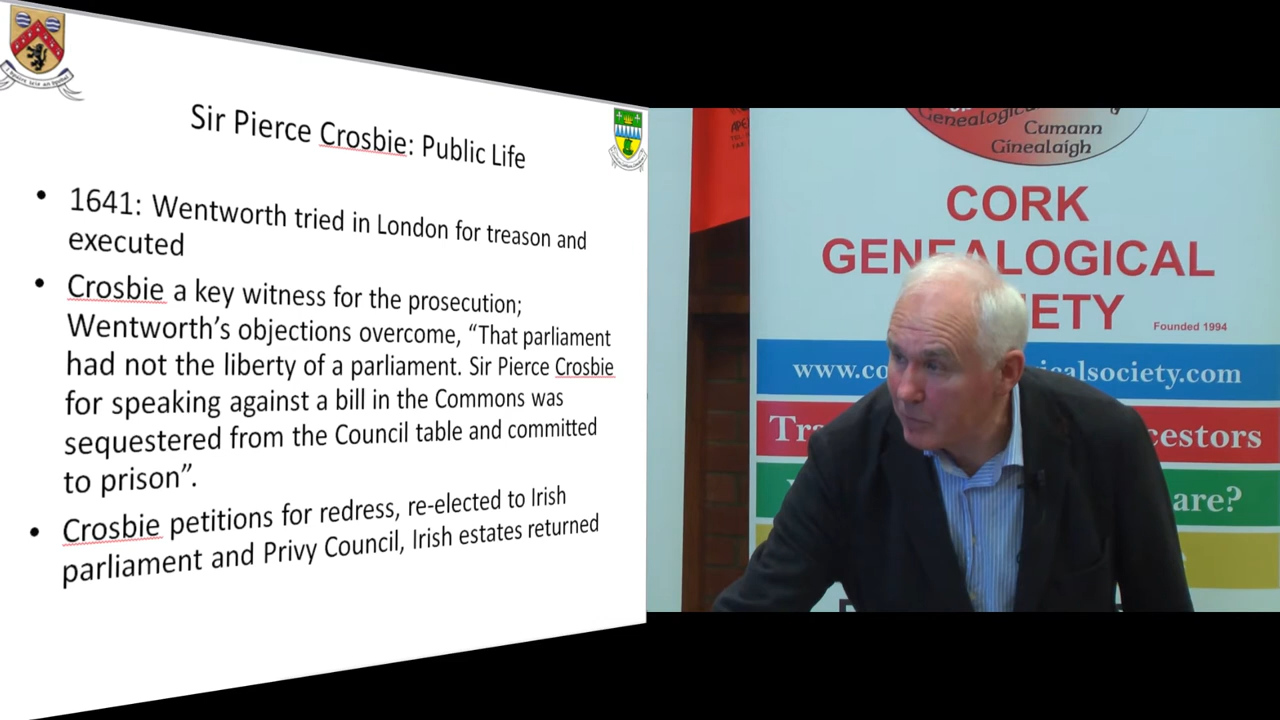 Sir Pierce Crosbie: Public Life
• 1641: Wentworth tried in London for treason and
executed
• Crosbie a key witness for the prosecution;
Wentworth's objections overcome, “That parliament
had not the liberty of a parliament. Sir Pierce Crosbie
for speaking against a bill in the Commons was
sequestered from the Council table and committed
to prison”.
• Crosbie petitions for redress, re-elected to Irish
parliament and Privy Council, Irish estates returned
Genealogical
Cumann
Ginealaigh
CORK
GENEALOGICAL
IETY
Founded 1994
www.co icalsociety.com
Tra cestors
are?